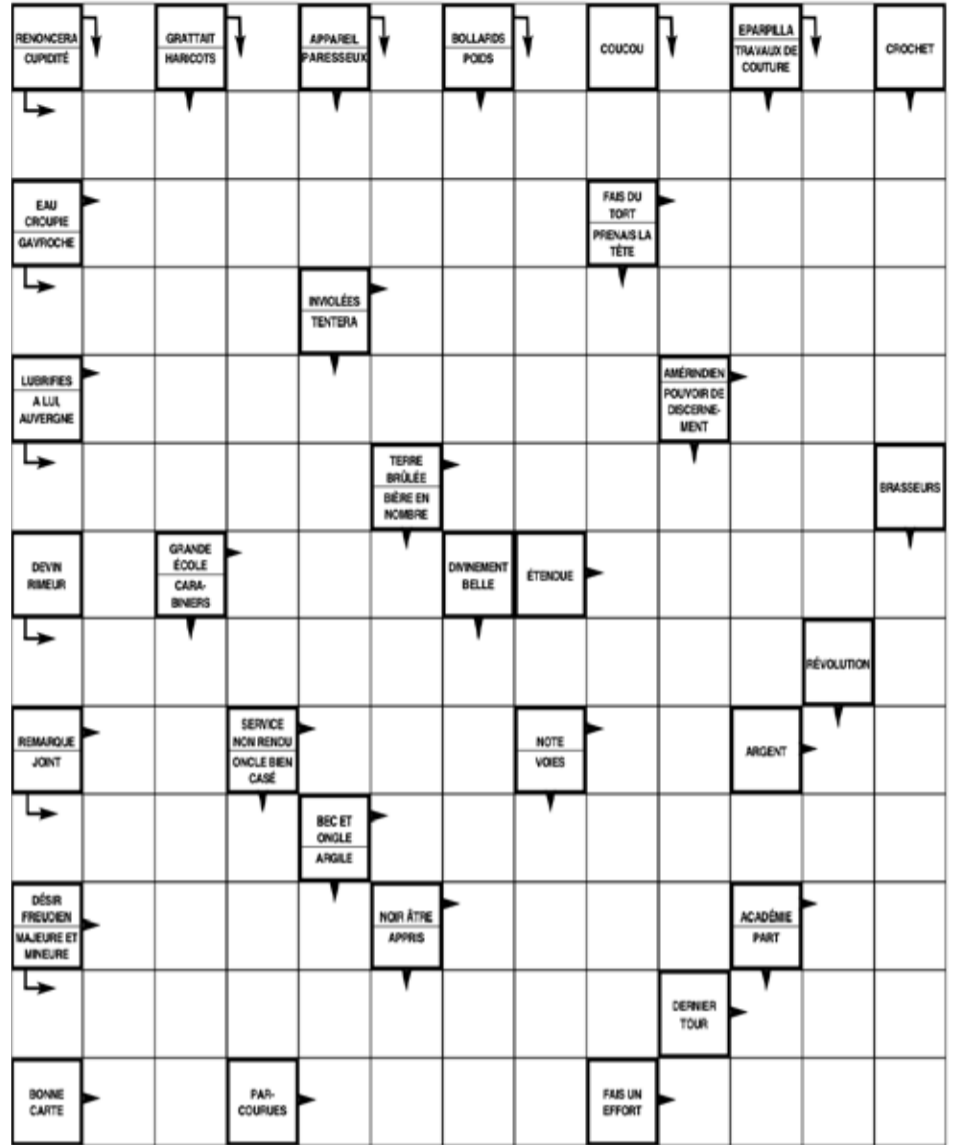 RENONCERA
CUPIDITÉ
GRATTAIT
HARICOTS
APPAREIL
PARESSEUX
BOLLARDS
POIDS
COUCOU
EPARPILLA
TRAVAUX DE
COUTURE
CROCHET
EAU
CROUPIE
GAVROCHE
FAIS DU
TORT
PRENAIS LA
TÊTE
INVIOLÉES
TENTERA
LUBRIFIES
A LUI,
AUVERGNE
AMÉRINDIEN
POUVOIR DE
DISCERNE-
MENT
TERRE
BRÛLÉE
BIÈRE EN
NOMBRE
BRASSEURS
DEVIN
RIMEUR
GRANDE
ÉCOLE
CARA-
BINIERS
DIVINEMENT
BELLE
ÉTENDUE
RÉVOLUTION
REMARQUE
JOINT
SERVICE
NON RENDU
ONCLE BIEN
CASÉ
NOTE
VOIES
ARGENT
BEC ET
ONGLE
ARGILE
DÉSIR
FREUDIEN
MAJEURE ET
MINEURE
NOIR ÂTRE
APPRIS
ACADÉMIE
PART
DERNIER
TOUR
BONNE
CARTE
PAR-
COURUES
FAIS UN
EFFORT